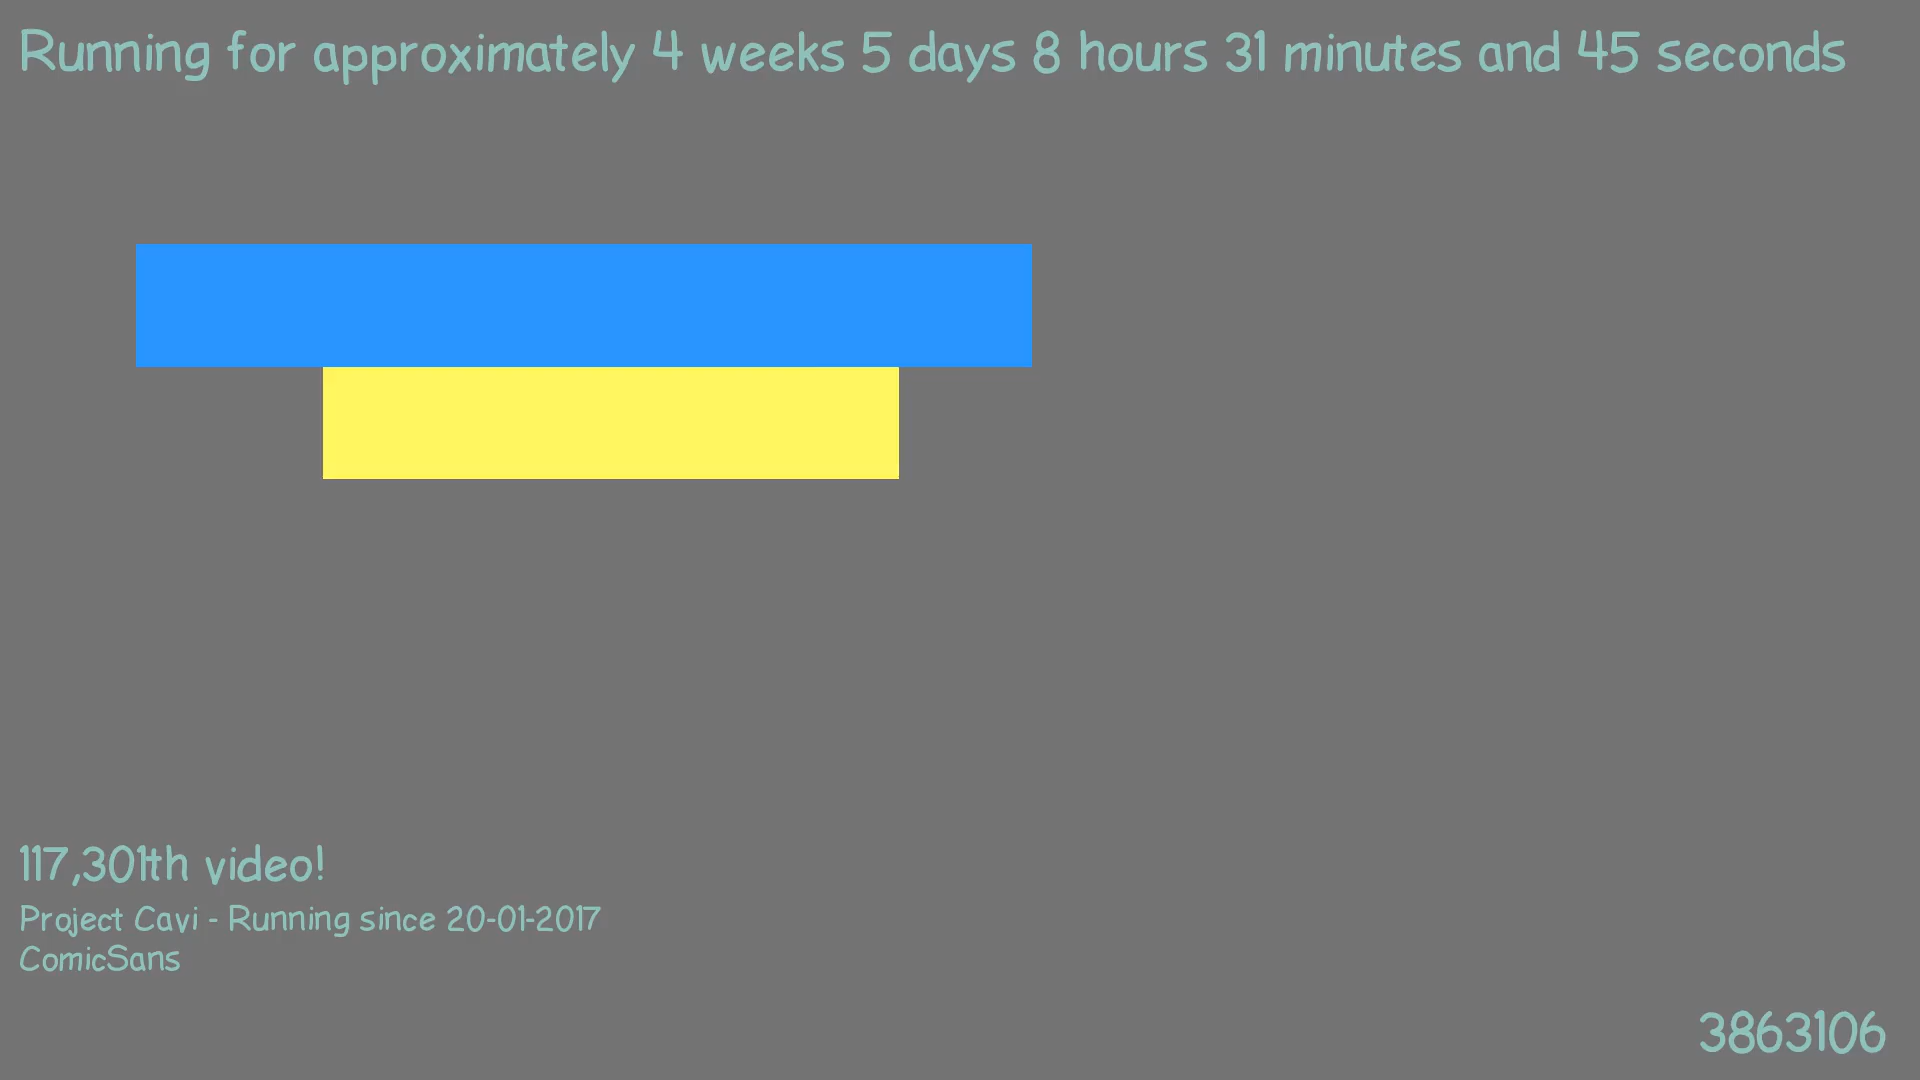 Running for approximately 4 weeks 5 days 8 hours 31 minutes and 45 seconds
117,301th video!
Project Cavi - Running since 20-01-2017
ComicSans
3863106